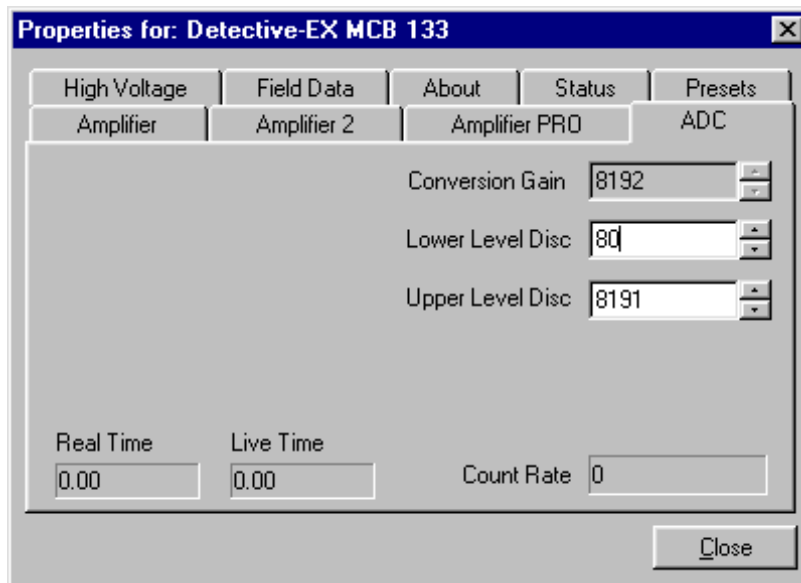 Properties for: Detective-EX MCB 133
High Voltage Field Data About Status Presets
Amplifier Amplifier 2 Amplifier PRO ADC
Conversion Gain 8192
Lower Level Disc 80
Upper Level Disc 8191
Real Time Live Time
0.00 0.00 Count Rate 0
Close